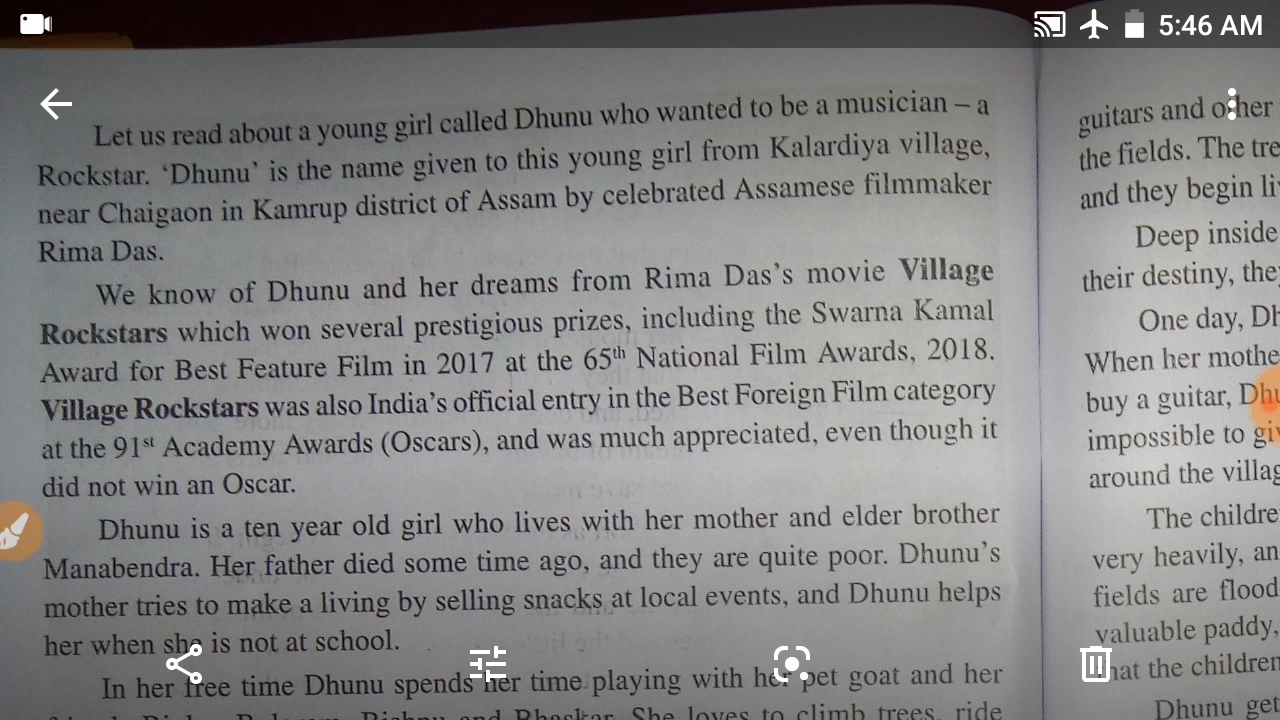 5:46 AM
Let us read about a young girl called Dhunu who wanted to be a musician – a
Rockstar. ‘Dhunu’ is the name given to this young girl from Kalardiya village,
near Chaigaon in Kamrup district of Assam by celebrated Assamese filmmaker
Rima Das.
We know of Dhunu and her dreams from Rima Das’s movie Village
Rockstars which won several prestigious prizes, including the Swarna Kamal
Award for Best Feature Film in 2017 at the 65th National Film Awards, 2018.
Village Rockstars was also India’s official entry in the Best Foreign Film category
at the 91st Academy Awards (Oscars), and was much appreciated, even though it
did not win an Oscar.
Dhunu is a ten year old girl who lives with her mother and elder brother
Manabendra. Her father died some time ago, and they are quite poor. Dhunu’s
mother tries to make a living by selling snacks at local events, and Dhunu helps
her when she is not at school.
In her free time Dhunu spends her time playing with her pet goat and her
Bishnu and Bhaskar. She loves to climb trees, ride
guitars and other
the fields. The
and they begin
Deep inside
their destiny,
One day,
When her
buy a guitar,
impossible to
around the
The
very heavily,
fields are
valuable paddy,
that the children
Dhunu